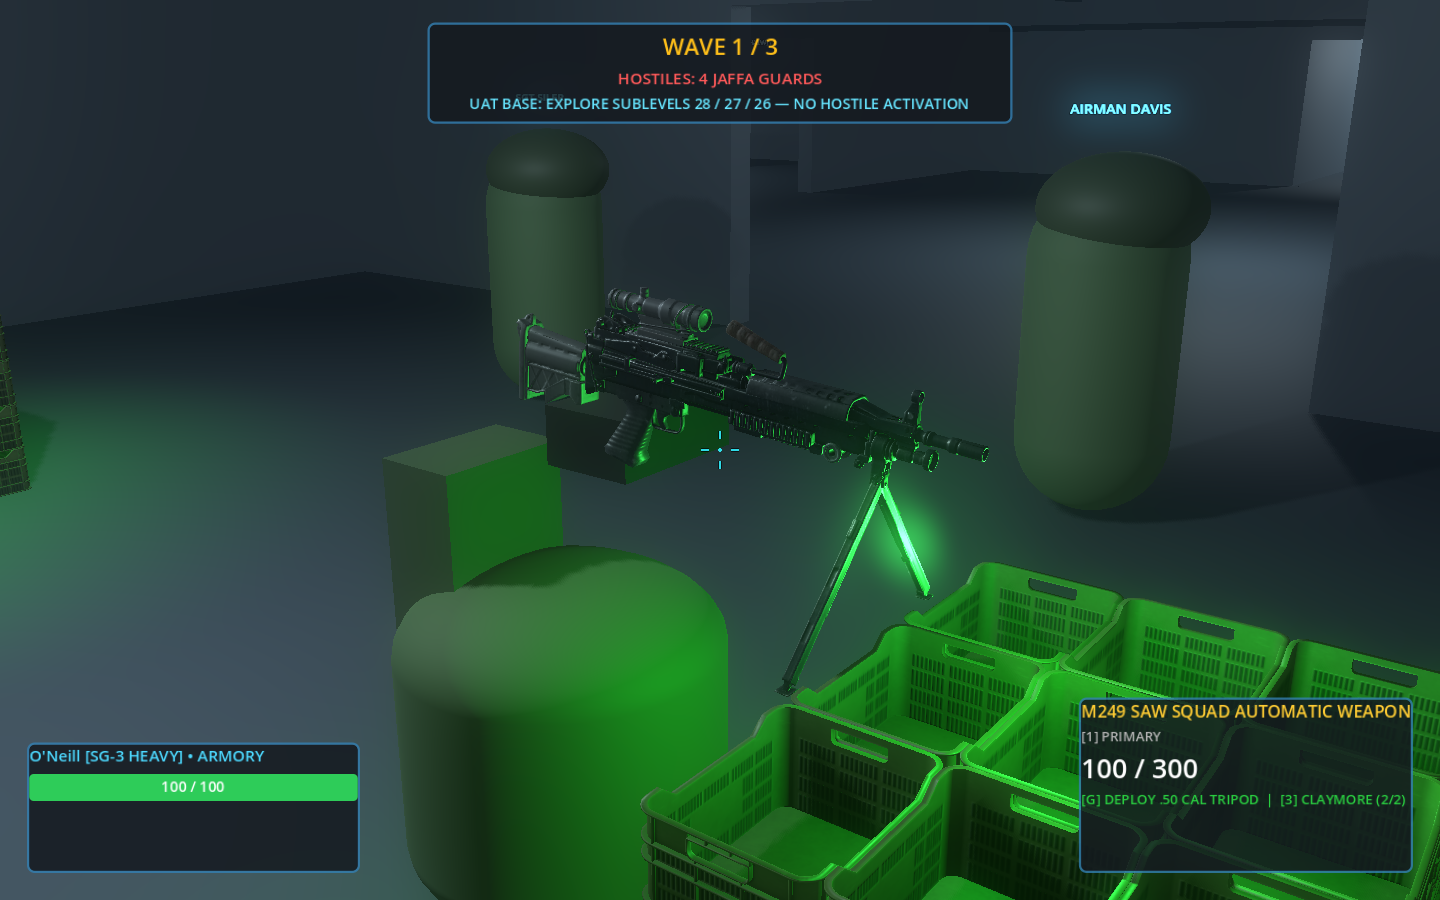 WAVE 1 / 3
HOSTILES: 4 JAFFA GUARDS
UAT BASE: EXPLORE SUBLEVELS 28 / 27 / 26 — NO HOSTILE ACTIVATION
AIRMAN DAVIS
O'Neill [SG-3 HEAVY] • ARMORY
100 / 100
M249 SAW SQUAD AUTOMATIC WEAPON
[1] PRIMARY
100 / 300
[G] DEPLOY .50 CAL TRIPOD | [3] CLAYMORE (2/2)